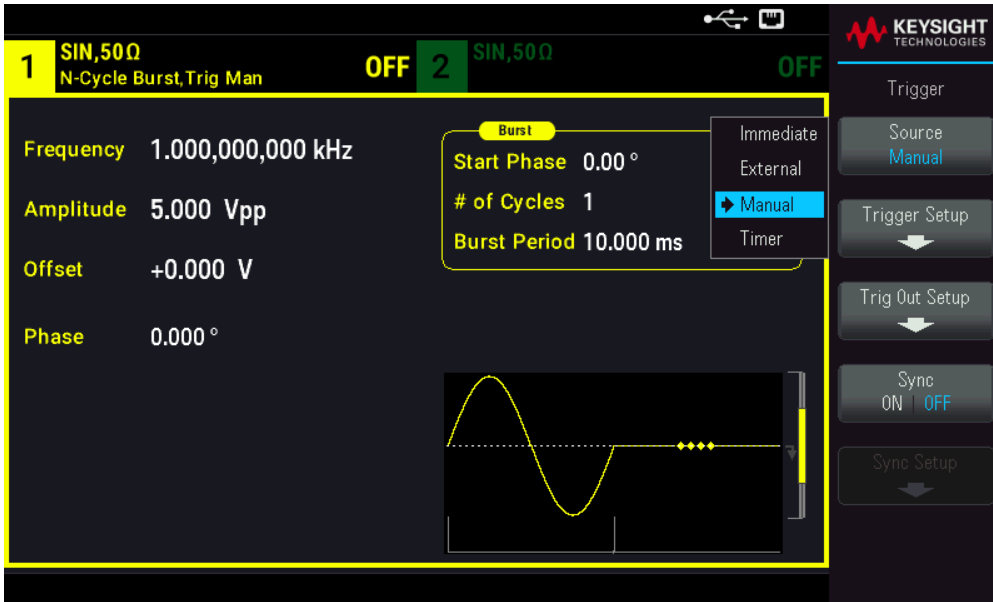 KEYSIGHT
TECHNOLOGIES
1
SIN,50Ω
N-Cycle Burst,Trig Man
OFF
2
SIN,50Ω
OFF
Frequency 1.000,000,000 kHz
Amplitude 5.000 Vpp
Offset +0.000 V
Phase 0.000 °
Burst
Start Phase 0.00 °
# of Cycles 1
Burst Period 10.000 ms
Immediate
External
Manual
Timer
Trigger
Source
Manual
Trigger Setup
Trig Out Setup
Sync
ON | OFF
Sync Setup